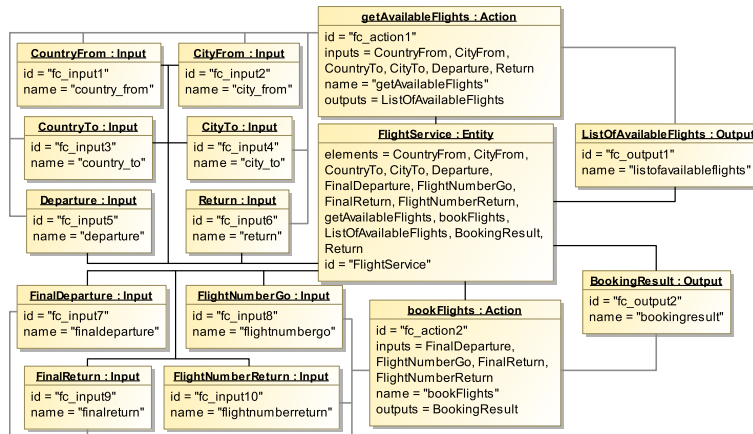 getAvailableFlights : Action
id = "fc_action1"
inputs = CountryFrom, CityFrom,
CountryTo, CityTo, Departure, Return
name = "getAvailableFlights"
outputs = ListOfAvailableFlights
CountryFrom : Input
id = "fc_input1"
name = "country_from"
CityFrom : Input
id = "fc_input2"
name = "city_from"
CountryTo : Input
id = "fc_input3"
name = "country_to"
CityTo : Input
id = "fc_input4"
name = "city_to"
FlightService : Entity
elements = CountryFrom, CityFrom,
CountryTo, CityTo, Departure,
FinalDeparture, FlightNumberGo,
FinalReturn, FlightNumberReturn,
getAvailableFlights, bookFlights,
ListOfAvailableFlights, BookingResult,
Return
id = "FlightService"
ListOfAvailableFlights : Output
id = "fc_output1"
name = "listofavailableflights"
Departure : Input
id = "fc_input5"
name = "departure"
Return : Input
id = "fc_input6"
name = "return"
FinalDeparture : Input
id = "fc_input7"
name = "finaldeparture"
FlightNumberGo : Input
id = "fc_input8"
name = "flightnumbergo"
BookingResult : Output
id = "fc_output2"
name = "bookingresult"
bookFlights : Action
id = "fc_action2"
inputs = FinalDeparture,
FlightNumberGo, FinalReturn,
FlightNumberReturn
name = "bookFlights"
outputs = BookingResult
FinalReturn : Input
id = "fc_input9"
name = "finalreturn"
FlightNumberReturn : Input
id = "fc_input10"
name = "flightnumberreturn"